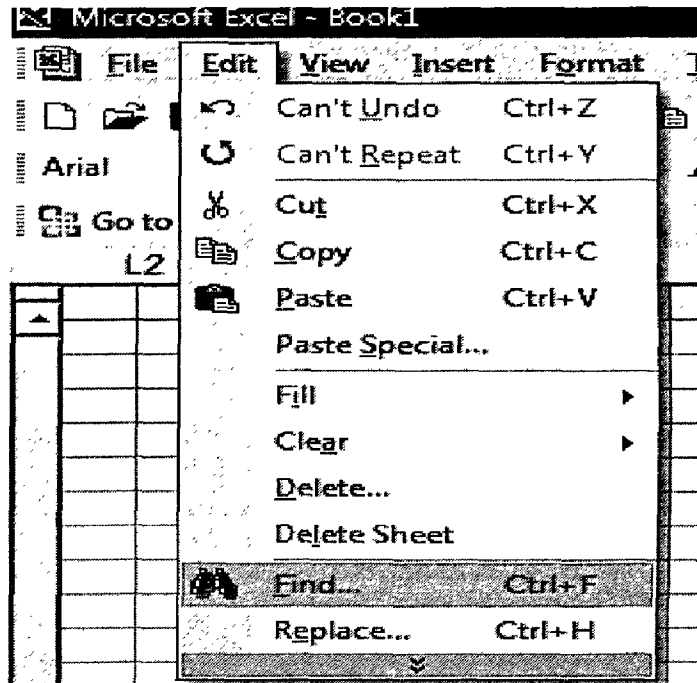 Microsoft Excel - Book1
File Edit View Insert Format
Can't Undo Ctrl+Z
Arial Can't Repeat Ctrl+Y
Cut Ctrl+X
Go to
Copy Ctrl+C
L2
Paste Ctrl+V
Paste Special...
Fill
Clear
Delete...
Delete Sheet
Find... Ctrl+F
Replace... Ctrl+H